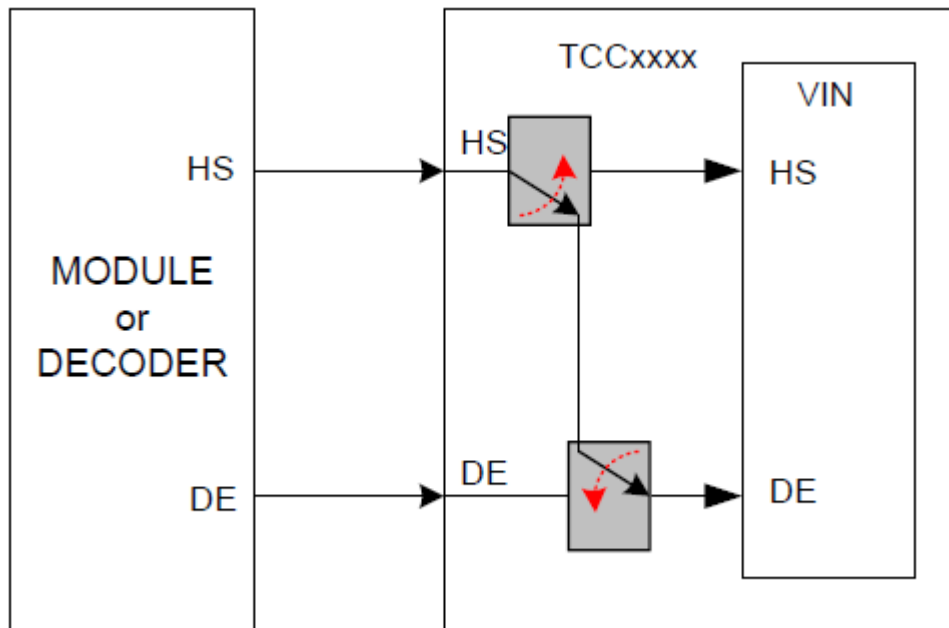 TCCxxxx
VIN
HS
HS
HS
MODULE
or
DECODER
DE
DE
DE